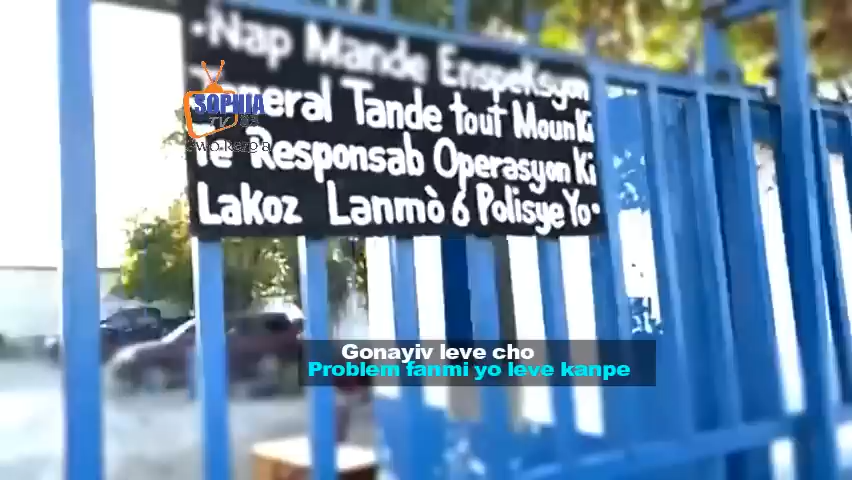 •Nap Mande Enspeksyon
Jeneral Tande tout Moun Ki
Te Responsab Operasyon Ki
Lakoz Lanmò 6 Polisye Yo•
SOPHIA
TV
Gonayiv leve cho
Problem fanmi yo leve kanpe